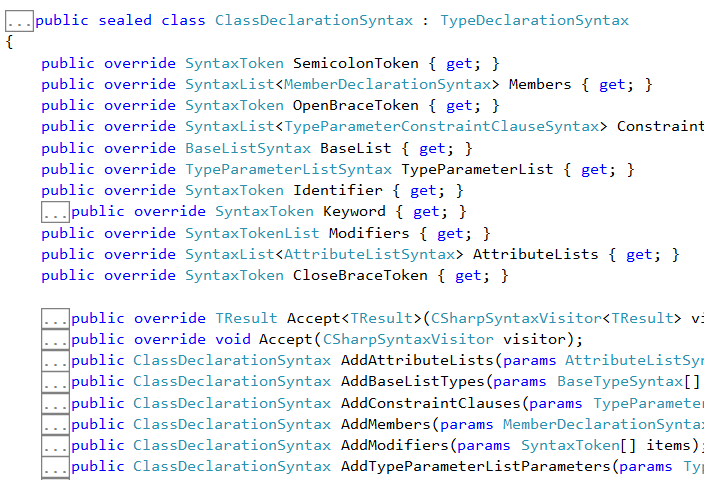 ...public sealed class ClassDeclarationSyntax : TypeDeclarationSyntax
{
public override SyntaxToken SemicolonToken { get; }
public override SyntaxList<MemberDeclarationSyntax> Members { get; }
public override SyntaxToken OpenBraceToken { get; }
public override SyntaxList<TypeParameterConstraintClauseSyntax> Constraint
public override BaseListSyntax BaseList { get; }
public override TypeParameterListSyntax TypeParameterList { get; }
public override SyntaxToken Identifier { get; }
...public override SyntaxToken Keyword { get; }
public override SyntaxTokenList Modifiers { get; }
public override SyntaxList<AttributeListSyntax> AttributeLists { get; }
public override SyntaxToken CloseBraceToken { get; }
...public override TResult Accept<TResult>(CSharpSyntaxVisitor<TResult> vi
...public override void Accept(CSharpSyntaxVisitor visitor);
...public ClassDeclarationSyntax AddAttributeLists(params AttributeListSyn
...public ClassDeclarationSyntax AddBaseListTypes(params BaseTypeSyntax[]
...public ClassDeclarationSyntax AddConstraintClauses(params TypeParameter
...public ClassDeclarationSyntax AddMembers(params MemberDeclarationSyntax
...public ClassDeclarationSyntax AddModifiers(params SyntaxToken[] items);
...public ClassDeclarationSyntax AddTypeParameterListParameters(params Typ